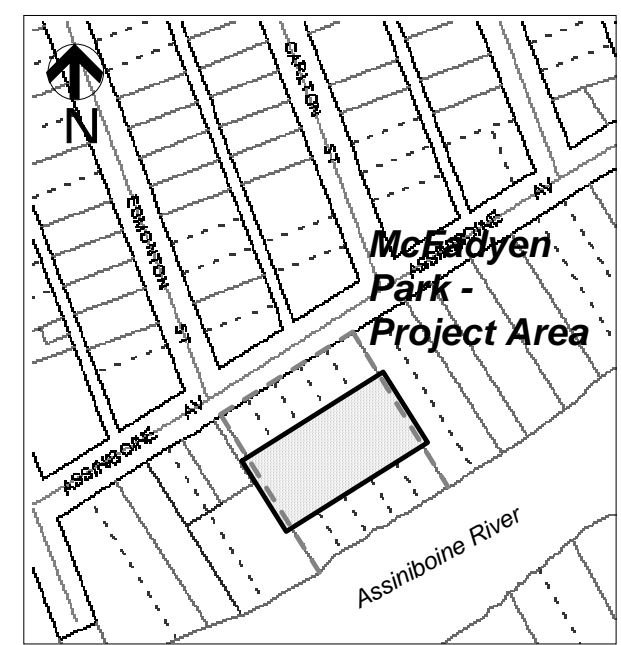 N
CARLTON ST
EDMONTON ST
ASSINIBOINE AV
McFadyen
Park -
Project Area
ASSINIBOINE AV
Assiniboine River